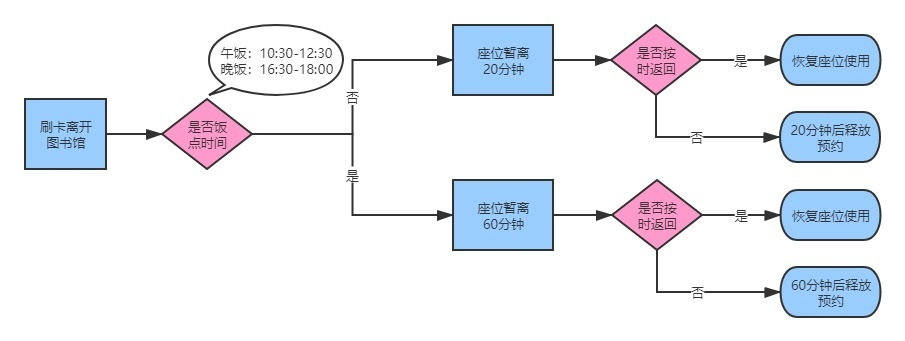 午饭：10:30-12:30
晚饭：16:30-18:00
刷卡离开
图书馆
是否饭
点时间
否
是
座位暂离
20分钟
是否按
时返回
是
恢复座位使用
否
20分钟后释放
预约
座位暂离
60分钟
是否按
时返回
是
恢复座位使用
否
60分钟后释放
预约